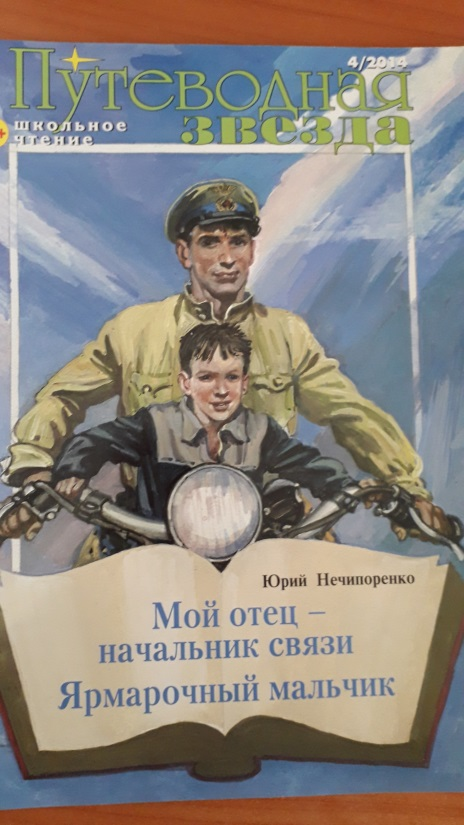 4/2014
Путеводная
школьное
чтение
звезда
Юрий Нечипоренко
Мой отец –
начальник связи
Ярмарочный мальчик